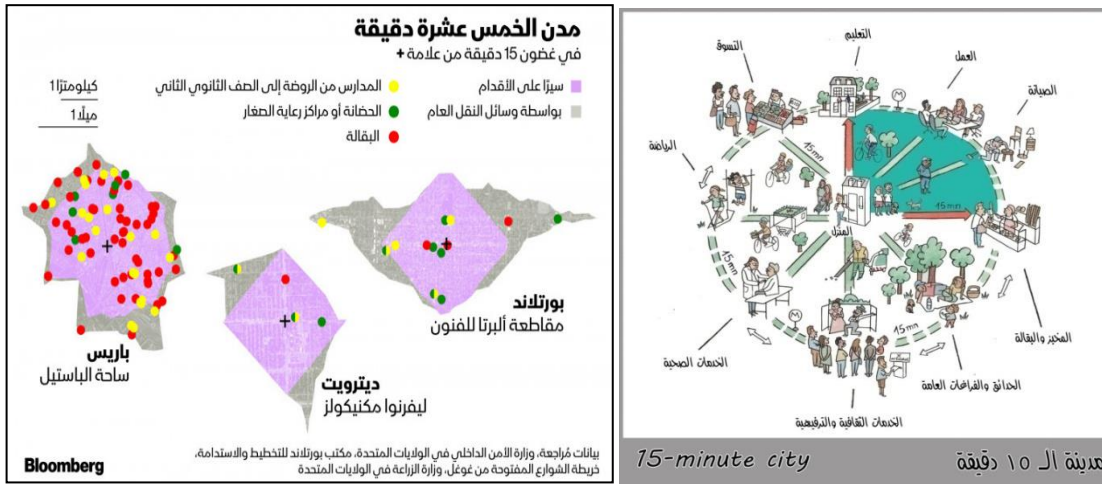 مدن الخمس عشرة دقيقة
في غضون 15 دقيقة من علامة +
سيرًا على الأقدام
بواسطة وسائل النقل العام
المدارس من الروضة إلى الصف الثانوي الثاني
الحضانة أو مراكز رعاية الصغار
البقالة
كيلومترًا 1
ميلًا 1
باريس
ساحة الباستيل
ديترويت
ليفرنوا مكنيكولز
بورتلاند
مقاطعة ألبرتا للفنون
بيانات مُراجعة، وزارة الأمن الداخلي في الولايات المتحدة، مكتب بورتلاند للتخطيط والاستدامة،
خريطة الشوارع المفتوحة من غوغل، وزارة الزراعة في الولايات المتحدة
Bloomberg
التعليم
العمل
الصيانة
التسوق
الرياضة
M
15mn
15mn
المنزل
15mn
15mn
M
المخبز والبقالة
الحدائق والفراغات العامة
الخدمات الثقافية والترفيهية
الخدمات الصحية
15-minute city
مدينة الـ ١٥ دقيقة